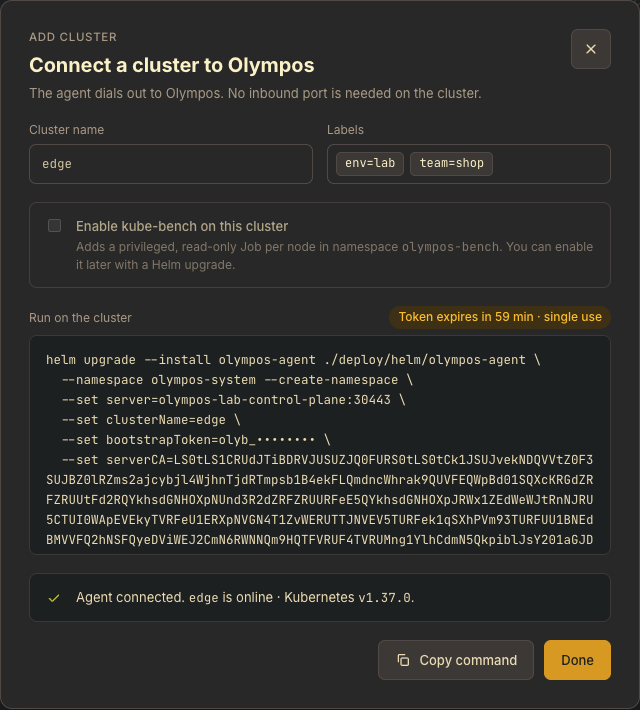 ADD CLUSTER
Connect a cluster to Olympos
The agent dials out to Olympos. No inbound port is needed on the cluster.
Cluster name
Labels
edge
env=lab
team=shop
Enable kube-bench on this cluster
Adds a privileged, read-only Job per node in namespace olympos-bench. You can enable
it later with a Helm upgrade.
Run on the cluster
Token expires in 59 min · single use
helm upgrade --install olympos-agent ./deploy/helm/olympos-agent \
--namespace olympos-system --create-namespace \
--set server=olympos-lab-control-plane:30443 \
--set clusterName=edge \
--set bootstrapToken=olyb_•••••••• \
--set serverCA=LS0tLS1CRUdJTiBDRVJUSUZJQ0FURS0tLS0tCk1JSUJvekNDQVVtZ0F3
SUJBZ0lRZms2ajcybjl4WjhnTjdRTmpsb1B4ekFLQmdncWhrak9QUVFEQWpBd01SQXcKRGdZR
FZRUUtFd2RQYkhsdGNHOXpNUnd3R2dZRFZRUURFeE5QYkhsdGNHOXpJRWx1ZEdWeWJtRnNJRU
5CTUI0WApEVEkyTVRFeU1ERXpNVGN4T1ZvWERUTTJNVEV5TURFek1qSXhPVm93TURFUU1BNEd
BMVVFQ2hNSFQyeDViWEJ2Y1NuNk6RWNNQm9HQTFVRUF4TVRUMng1YlhCdmN5QkpiblJsY201aGJD
Agent connected. edge is online · Kubernetes v1.37.0.
Copy command
Done